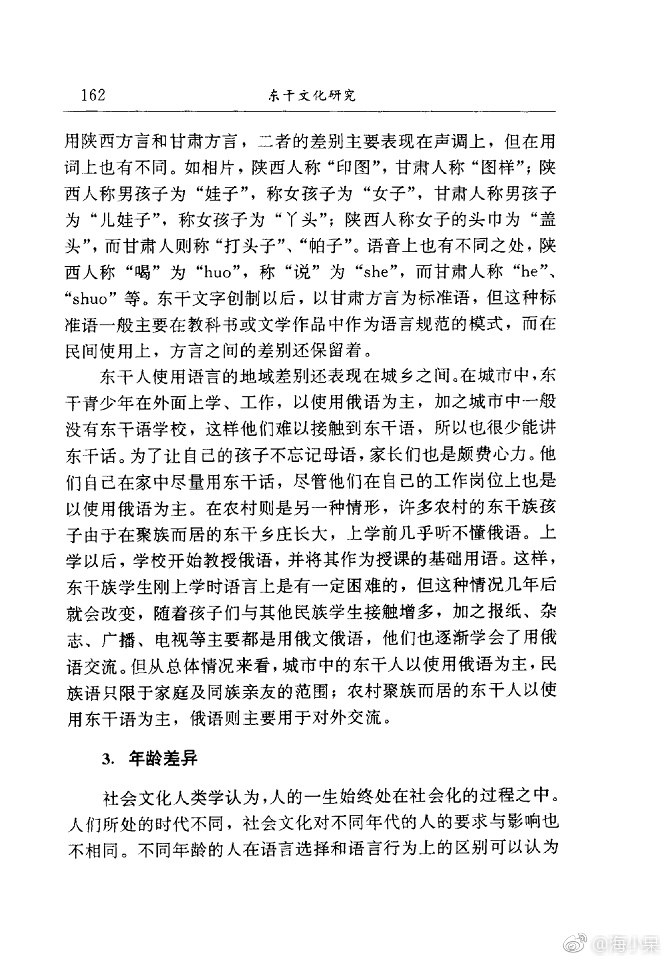 162
东干文化研究
用陕西方言和甘肃方言，二者的差别主要表现在声调上，但在用
词上也有不同。如相片，陕西人称“印图”，甘肃人称“图样”；陕
西人称男孩子为“娃子”，称女孩子为“女子”，甘肃人称男孩子
为“儿娃子”，称女孩子为“丫头”；陕西人称女子的头巾为“盖
头”，而甘肃人则称“打头子”、“帕子”。语音上也有不同之处，陕
西人称“喝”为“huo”，称“说”为“she”，而甘肃人称“he”、
“shuo”等。东干文字创制以后，以甘肃方言为标准语，但这种标
准语一般主要在教科书或文学作品中作为语言规范的模式，而在
民间使用上，方言之间的差别还保留着。
东干人使用语言的地域差别还表现在城乡之间。在城市中，东
干青少年在外面上学、工作，以使用俄语为主，加之城市中一般
没有东干语学校，这样他们难以接触到东干语，所以也很少能讲
东干话。为了让自己的孩子不忘记母语，家长们也是颇费心力。他
们自己在家中尽量用东干话，尽管他们在自己的工作岗位上也是
以使用俄语为主。在农村则是另一种情形，许多农村的东干族孩
子由于在聚族而居的东干乡庄长大，上学前几乎听不懂俄语。上
学以后，学校开始教授俄语，并将其作为授课的基础用语。这样，
东干族学生刚上学时语言上是有一定困难的，但这种情况几年后
就会改变，随着孩子们与其他民族学生接触增多，加之报纸、杂
志、广播、电视等主要都是用俄文俄语，他们也逐渐学会了用俄
语交流。但从总体情况来看，城市中的东干人以使用俄语为主，民
族语只限于家庭及同族亲友的范围；农村聚族而居的东干人以使
用东干语为主，俄语则主要用于对外交流。
3. 年龄差异
社会文化人类学认为，人的一生始终处在社会化的过程之中。
人们所处的时代不同，社会文化对不同年代的人的要求与影响也
不相同。不同年龄的人在语言选择和语言行为上的区别可以认为
@海小杲